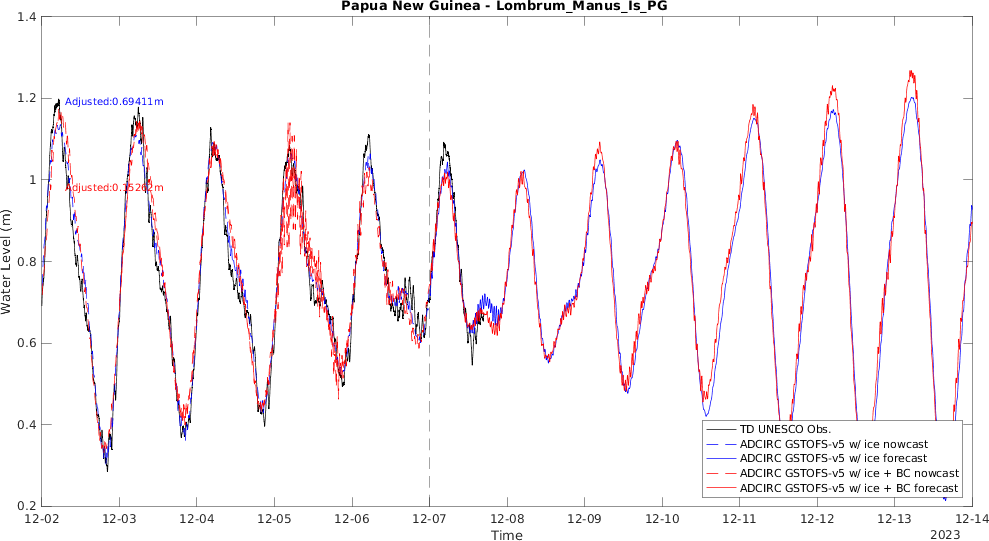 Papua New Guinea - Lombrum_Manus_Is_PG
1.4
1.2
1
0.8
0.6
0.4
0.2
Water Level (m)
Adjusted:0.69411m
Adjusted:0.15262m
TD UNESCO Obs.
ADCIRC GSTOFS-v5 w/ ice nowcast
ADCIRC GSTOFS-v5 w/ ice forecast
ADCIRC GSTOFS-v5 w/ ice + BC nowcast
ADCIRC GSTOFS-v5 w/ ice + BC forecast
12-02 12-03 12-04 12-05 12-06 12-07 12-08 12-09 12-10 12-11 12-12 12-13 12-14
Time
2023